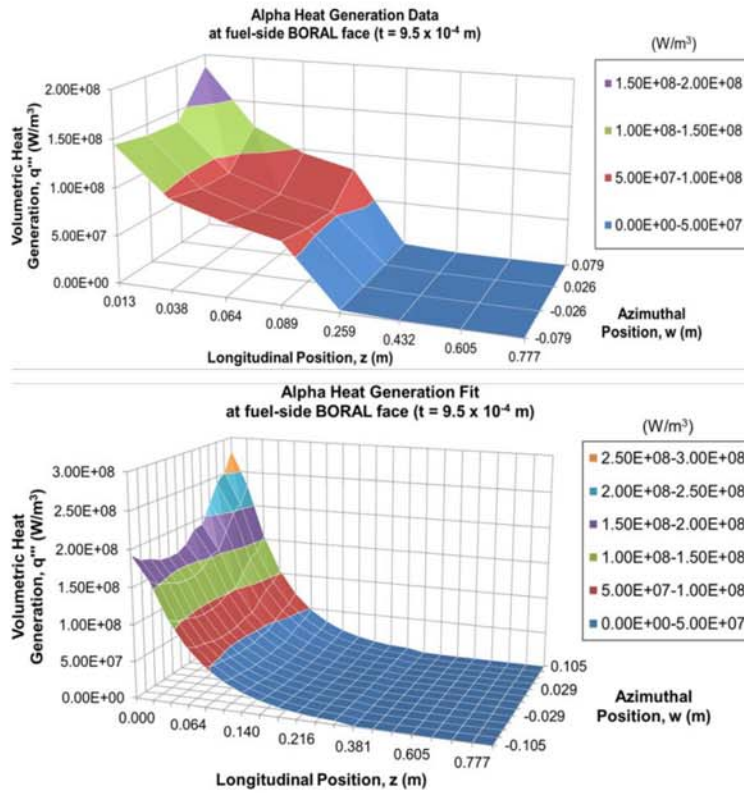 Alpha Heat Generation Data
at fuel-side BORAL face (t = 9.5 x 10⁻⁴ m)
(W/m³)
1.50E+08-2.00E+08
1.00E+08-1.50E+08
5.00E+07-1.00E+08
0.00E+00-5.00E+07
Volumetric Heat
Generation, q''' (W/m³)
2.00E+08
1.50E+08
1.00E+08
5.00E+07
0.00E+00
0.013
0.038
0.064
0.089
0.259
0.432
0.605
0.777
Longitudinal Position, z (m)
0.079
0.026
-0.026
-0.079
Azimuthal
Position, w (m)
Alpha Heat Generation Fit
at fuel-side BORAL face (t = 9.5 x 10⁻⁴ m)
(W/m³)
2.50E+08-3.00E+08
2.00E+08-2.50E+08
1.50E+08-2.00E+08
1.00E+08-1.50E+08
5.00E+07-1.00E+08
0.00E+00-5.00E+07
Volumetric Heat
Generation, q''' (W/m³)
3.00E+08
2.50E+08
2.00E+08
1.50E+08
1.00E+08
5.00E+07
0.00E+00
0.000
0.064
0.140
0.216
0.381
0.605
0.777
Longitudinal Position, z (m)
0.105
0.029
-0.029
-0.105
Azimuthal
Position, w (m)